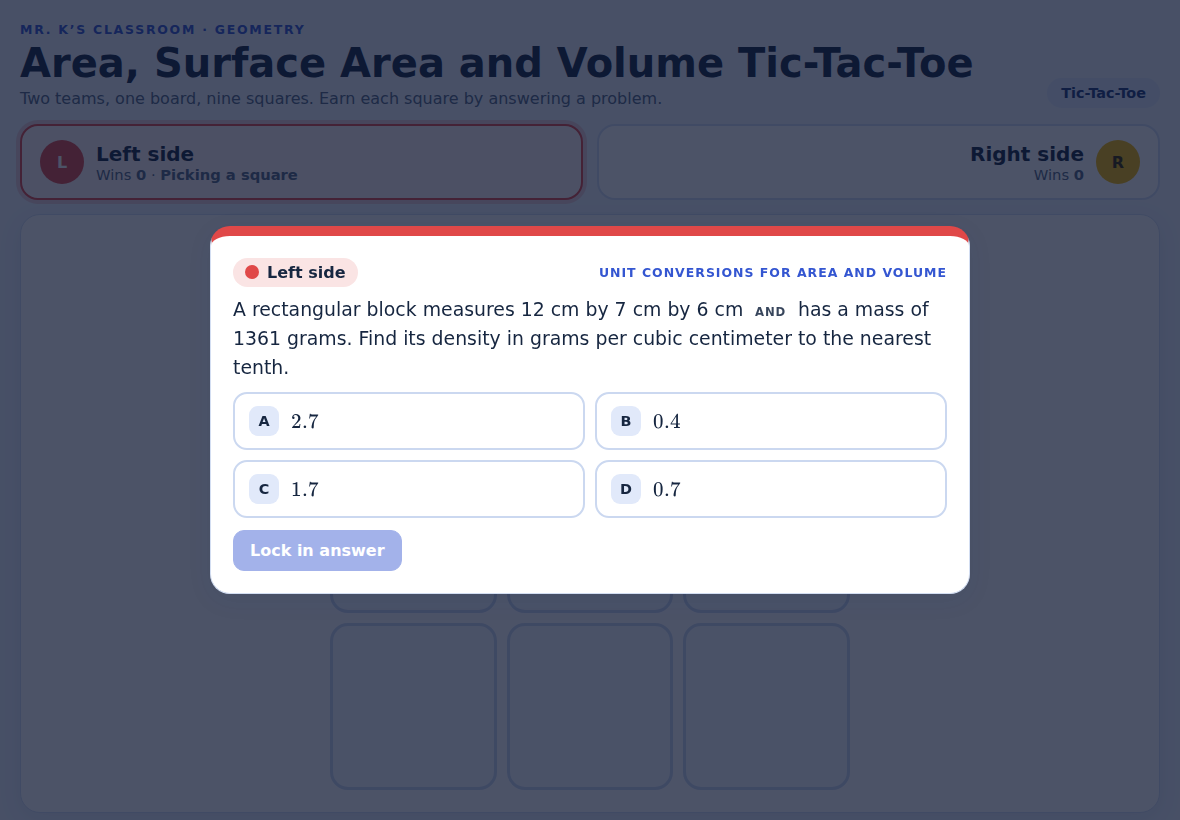 MR. K'S CLASSROOM · GEOMETRY
Area, Surface Area and Volume Tic-Tac-Toe
Two teams, one board, nine squares. Earn each square by answering a problem.
Tic-Tac-Toe
L
Left side
Wins 0 · Picking a square
Right side
Wins 0
R
Left side
UNIT CONVERSIONS FOR AREA AND VOLUME
A rectangular block measures 12 cm by 7 cm by 6 cm AND has a mass of
1361 grams. Find its density in grams per cubic centimeter to the nearest
tenth.
A 2.7
B 0.4
C 1.7
D 0.7
Lock in answer